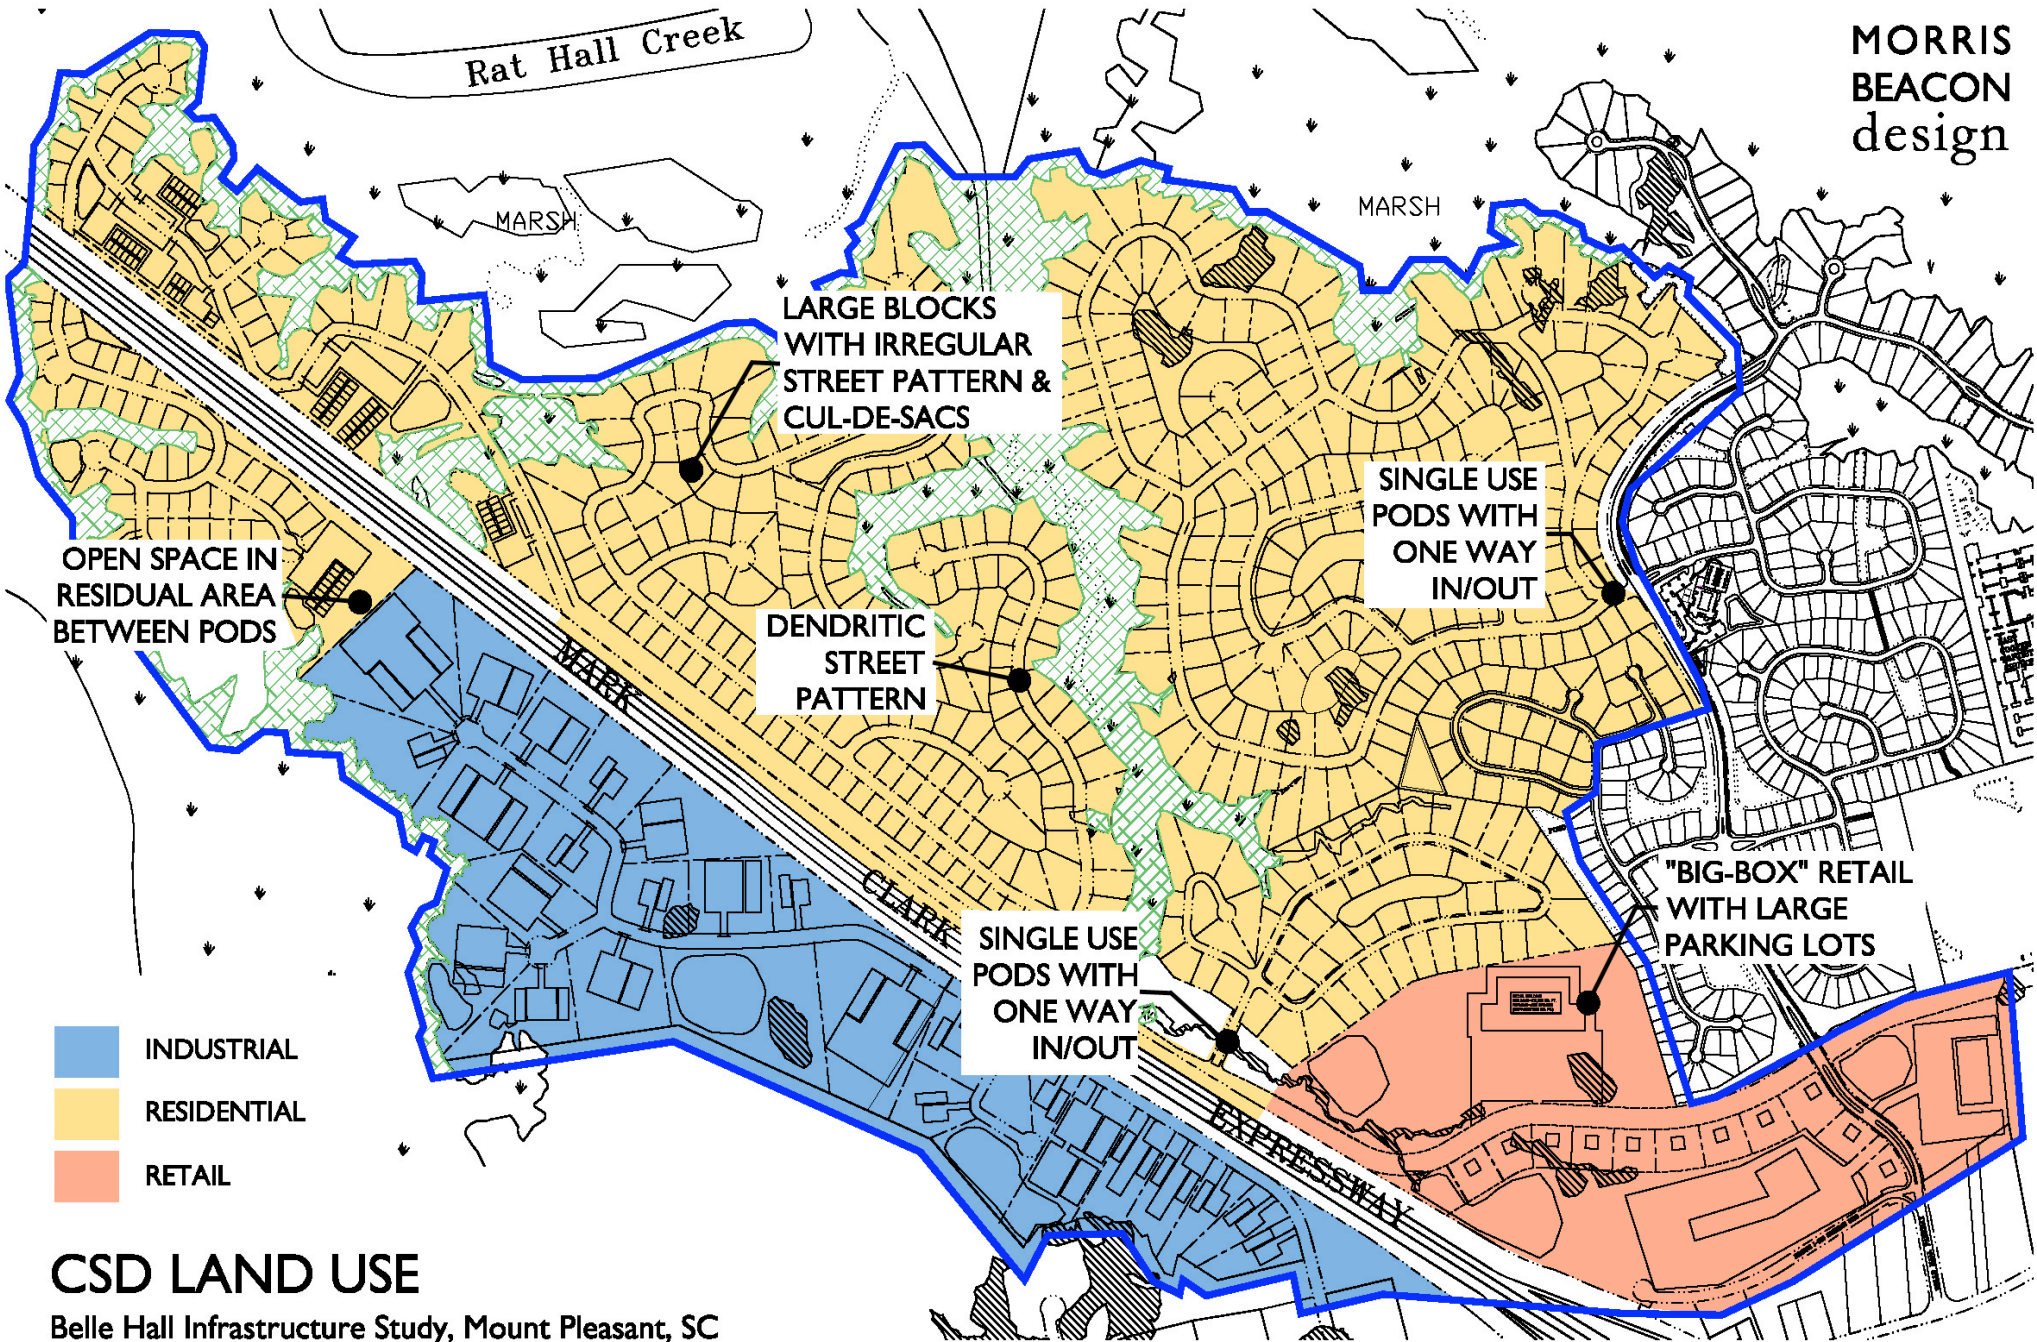 Rat Hall Creek
MORRIS
BEACON
design
MARSH
MARSH
LARGE BLOCKS
WITH IRREGULAR
STREET PATTERN &
CUL-DE-SACS
SINGLE USE
PODS WITH
ONE WAY
IN/OUT
OPEN SPACE IN
RESIDUAL AREA
BETWEEN PODS
DENDRITIC
STREET
PATTERN
MARK
CLARK
EXPRESSWAY
"BIG-BOX" RETAIL
WITH LARGE
PARKING LOTS
SINGLE USE
PODS WITH
ONE WAY
IN/OUT
INDUSTRIAL
RESIDENTIAL
RETAIL
CSD LAND USE
Belle Hall Infrastructure Study, Mount Pleasant, SC